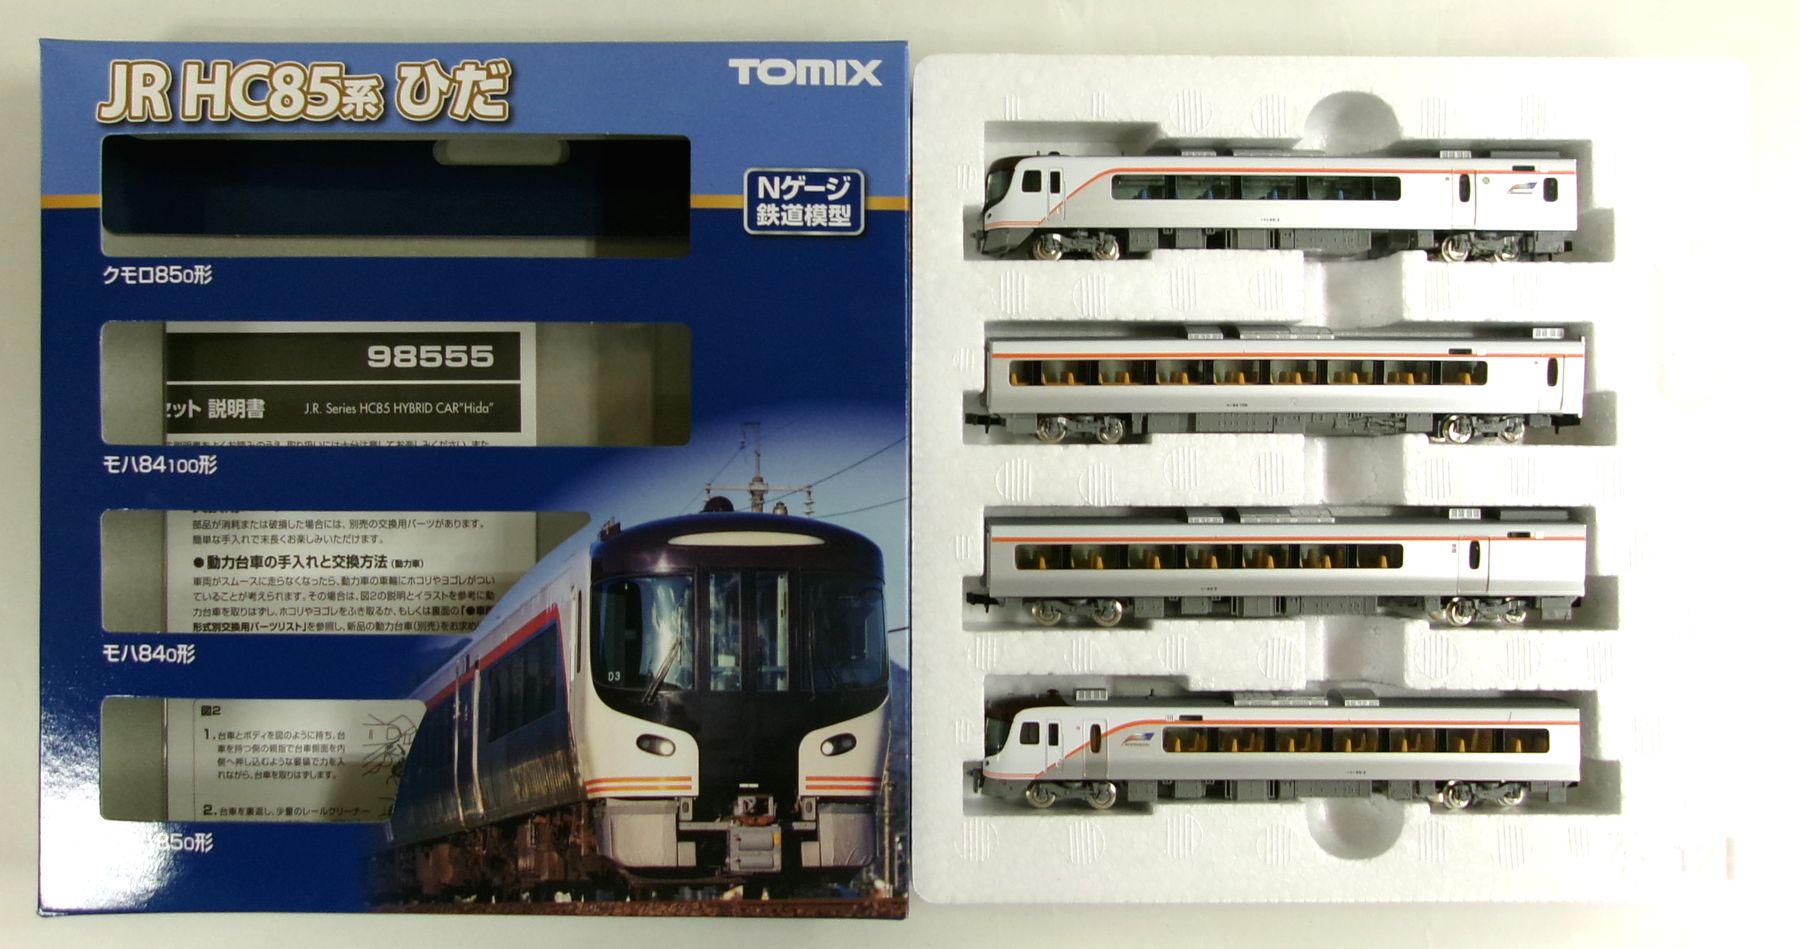 JR HC85系 ひだ
TOMIX
Nゲージ
鉄道模型
クモロ850形
98555
セット 説明書 J.R. Series HC85 HYBRID CAR"Hida"
モハ84100形
部品が消耗または破損した場合には、別売の交換用パーツがあります。
簡単な手入れで末長くお楽しみいただけます。
●動力台車の手入れと交換方法(動力車)
車両がスムースに走らなくなったら、動力車の車輪にホコリやヨゴレがつい
ていることが考えられます。その場合は、図2の説明とイラストを参考に動
力台車を取りはずし、ホコリやヨゴレをふき取るか、もしくは裏面の「●車
形式別交換用パーツリスト」を参照し、新品の動力台車(別売)をお求め
モハ840形
D3
図2
1.台車とボディを図のように持ち、台
車を持つ側の親指で台車側面を内
側へ押し込むような要領で力を入
れながら、台車を取りはずします。
2.台車を裏返し、少量のレールクリーナー
850形